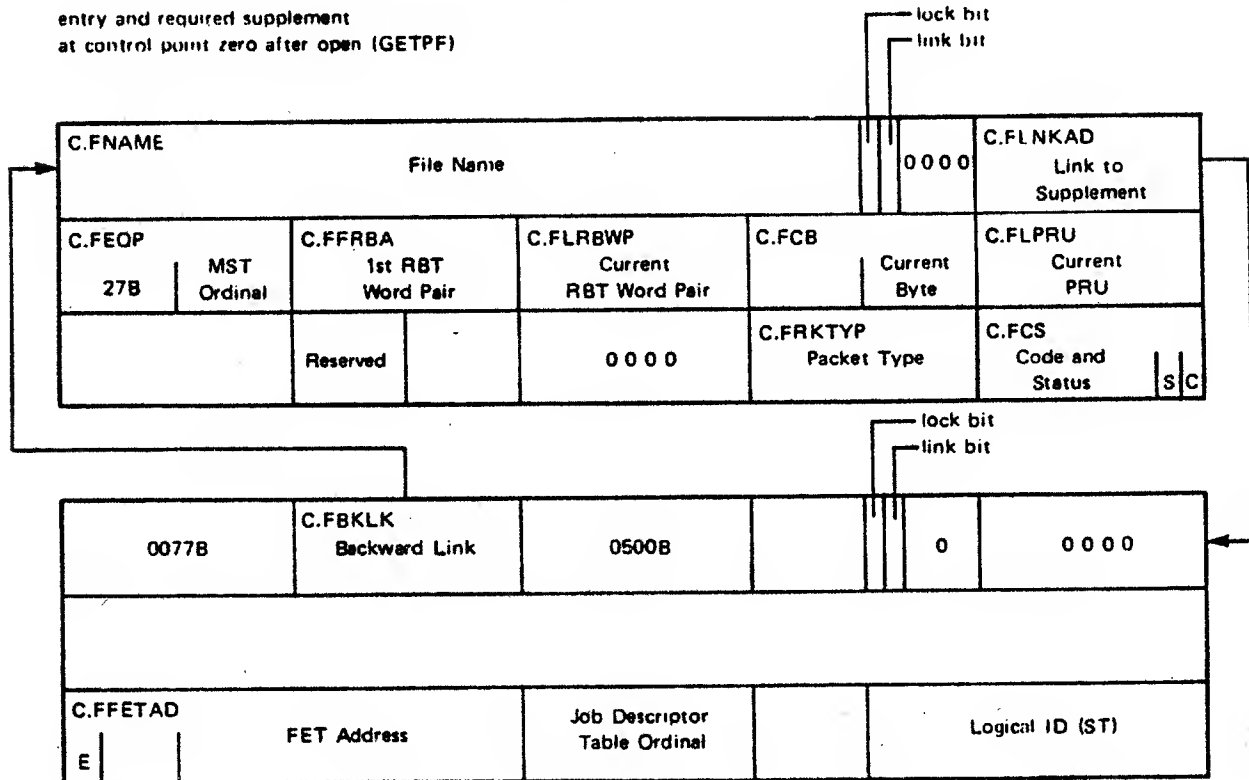 entry and required supplement
at control point zero after open (GETPF)
lock bit
link bit
C.FNAME
File Name
0000
C.FLNKAD
Link to
Supplement
C.FEQP
27B
MST
Ordinal
C.FFRBA
1st RBT
Word Pair
C.FLRBWP
Current
RBT Word Pair
C.FCB
Current
Byte
C.FLPRU
Current
PRU
Reserved
0000
C.FRKTYP
Packet Type
C.FCS
Code and
Status
S
C
lock bit
link bit
0077B
C.FBKLK
Backward Link
0500B
0
0000
C.FFETAD
E
FET Address
Job Descriptor
Table Ordinal
Logical ID (ST)